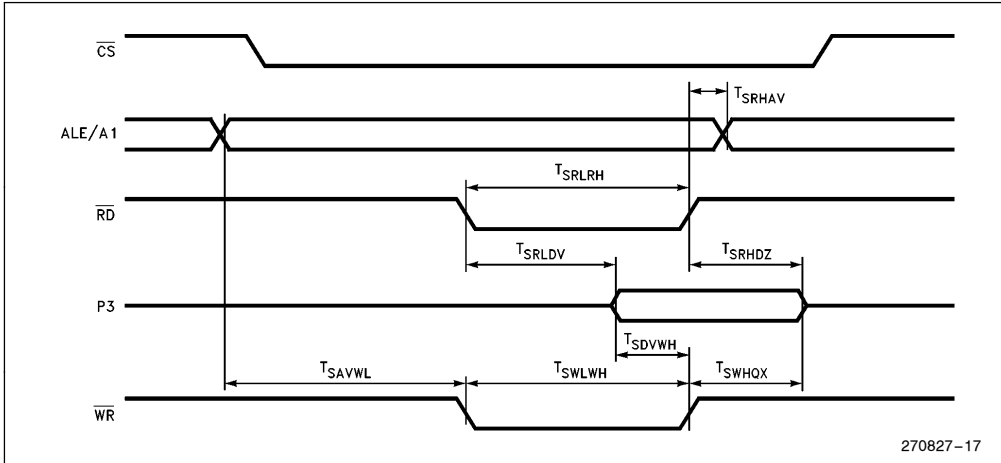 CS
T_SRHAV
ALE/A1
T_SRLRH
RD
T_SRLDV
T_SRHDZ
P3
T_SDVWH
T_SAVWL
T_SWLWH
T_SWHQX
WR
270827-17